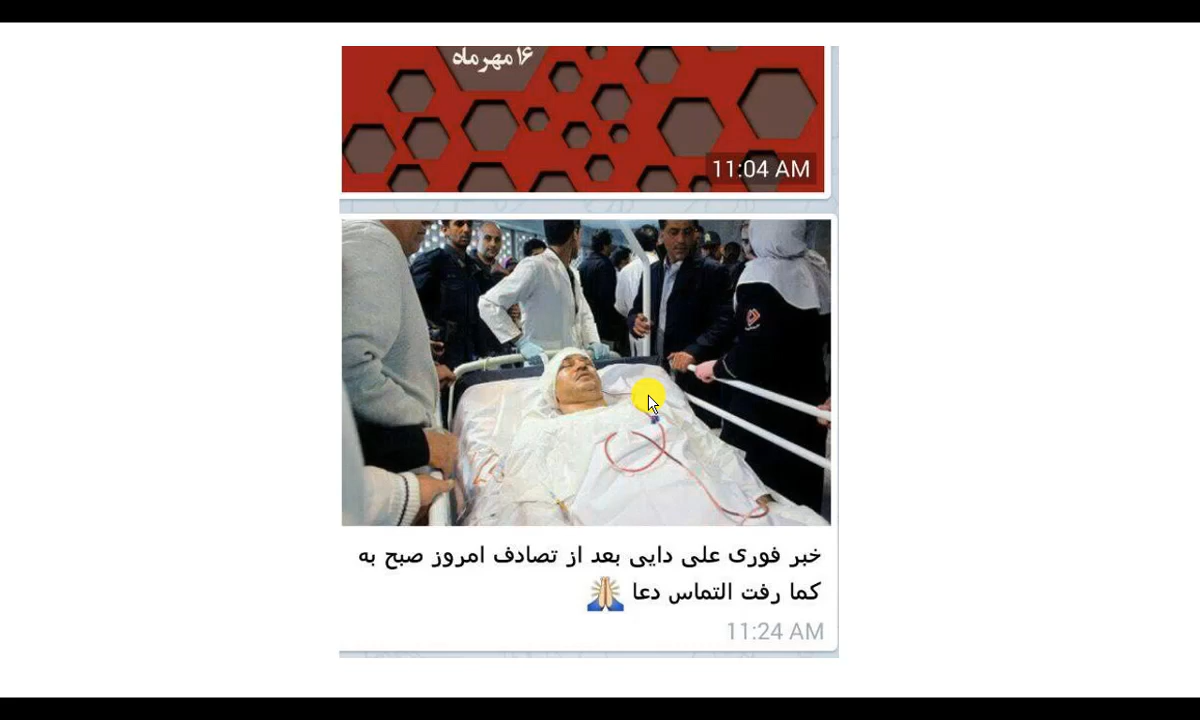 ۱۶ مهرماه
11:04 AM
خبر فوری علی دایی بعد از تصادف امروز صبح به
کما رفت التماس دعا 🙏
11:24 AM